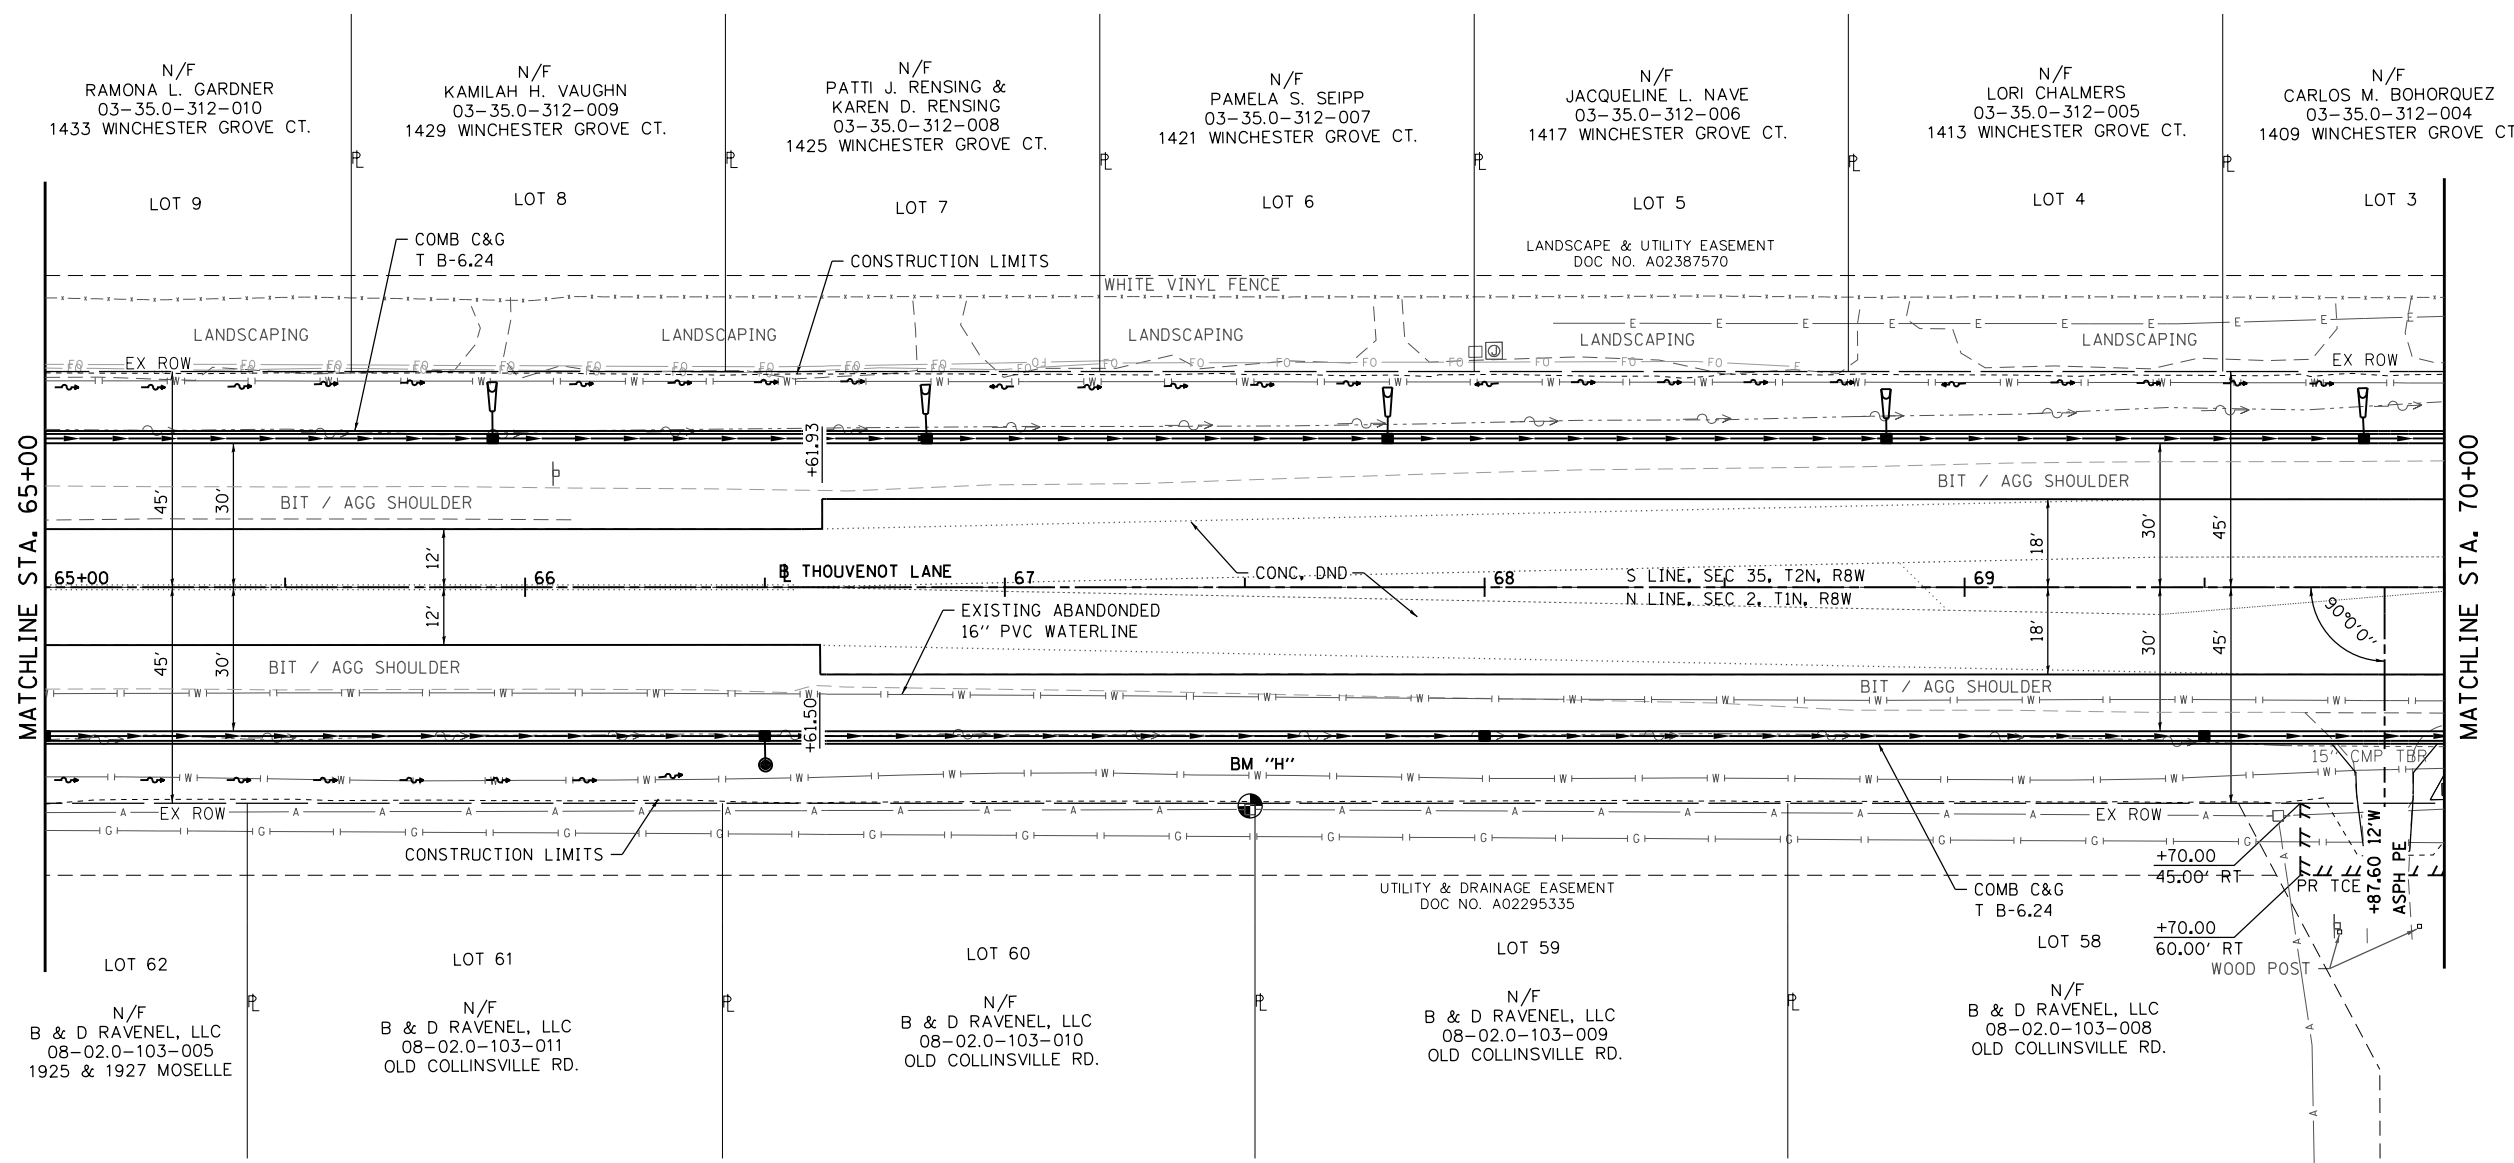 N/F
RAMONA L. GARDNER
03-35.0-312-010
1433 WINCHESTER GROVE CT.
N/F
KAMILAH H. VAUGHN
03-35.0-312-009
1429 WINCHESTER GROVE CT.
N/F
PATTI J. RENSING &
KAREN D. RENSING
03-35.0-312-008
1425 WINCHESTER GROVE CT.
N/F
PAMELA S. SEIPP
03-35.0-312-007
1421 WINCHESTER GROVE CT.
N/F
JACQUELINE L. NAVE
03-35.0-312-006
1417 WINCHESTER GROVE CT.
N/F
LORI CHALMERS
03-35.0-312-005
1413 WINCHESTER GROVE CT.
N/F
CARLOS M. BOHORQUEZ
03-35.0-312-004
1409 WINCHESTER GROVE CT
LOT 9
LOT 8
LOT 7
LOT 6
LOT 5
LOT 4
LOT 3
COMB C&G
T B-6.24
CONSTRUCTION LIMITS
LANDSCAPE & UTILITY EASEMENT
DOC NO. A02387570
WHITE VINYL FENCE
LANDSCAPING
LANDSCAPING
LANDSCAPING
LANDSCAPING
LANDSCAPING
EX ROW
EX ROW
MATCHLINE STA. 65+00
MATCHLINE STA. 70+00
+61.93
BIT / AGG SHOULDER
BIT / AGG SHOULDER
45'
30'
12'
18'
30'
45'
65+00
66
℄ THOUVENOT LANE
67
CONC. DND
68
S LINE, SEC 35, T2N, R8W
69
N LINE, SEC 2, T1N, R8W
EXISTING ABANDONDED
16" PVC WATERLINE
90°0'0"
45'
30'
12'
18'
30'
45'
BIT / AGG SHOULDER
BIT / AGG SHOULDER
+61.50
BM "H"
15" CMP TBR
EX ROW
EX ROW
CONSTRUCTION LIMITS
UTILITY & DRAINAGE EASEMENT
DOC NO. A02295335
COMB C&G
T B-6.24
+70.00
45.00' RT
PR TCE
+87.60 12'W
ASPH PE
+70.00
60.00' RT
WOOD POST
LOT 62
LOT 61
LOT 60
LOT 59
LOT 58
N/F
B & D RAVENEL, LLC
08-02.0-103-005
1925 & 1927 MOSELLE
N/F
B & D RAVENEL, LLC
08-02.0-103-011
OLD COLLINSVILLE RD.
N/F
B & D RAVENEL, LLC
08-02.0-103-010
OLD COLLINSVILLE RD.
N/F
B & D RAVENEL, LLC
08-02.0-103-009
OLD COLLINSVILLE RD.
N/F
B & D RAVENEL, LLC
08-02.0-103-008
OLD COLLINSVILLE RD.